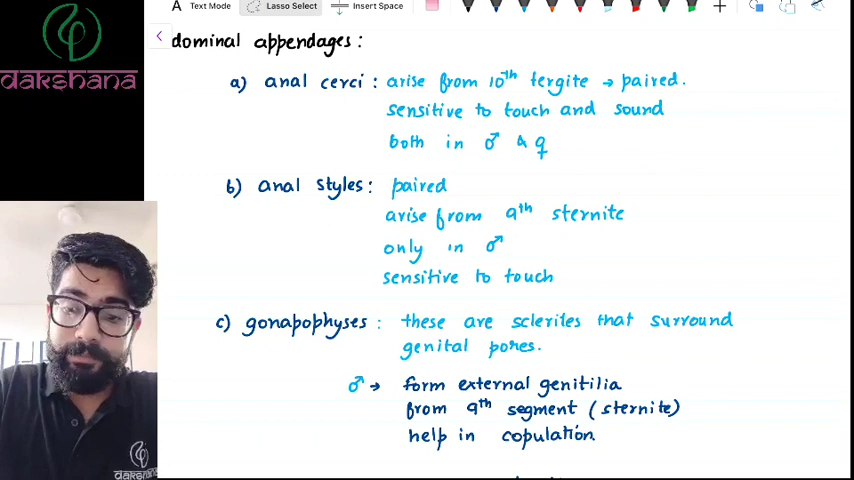 A Text Mode Lasso Select Insert Space
dakshana
dominal appendages :
a) anal cerci : arise from 10th tergite → paired.
sensitive to touch and sound
both in ♂ & ♀
b) anal styles : paired
arise from 9th sternite
only in ♂
sensitive to touch
c) gonapophyses : these are sclerites that surround
genital pores.
♂ → form external genitilia
from 9th segment (sternite)
help in copulation.
dakshana